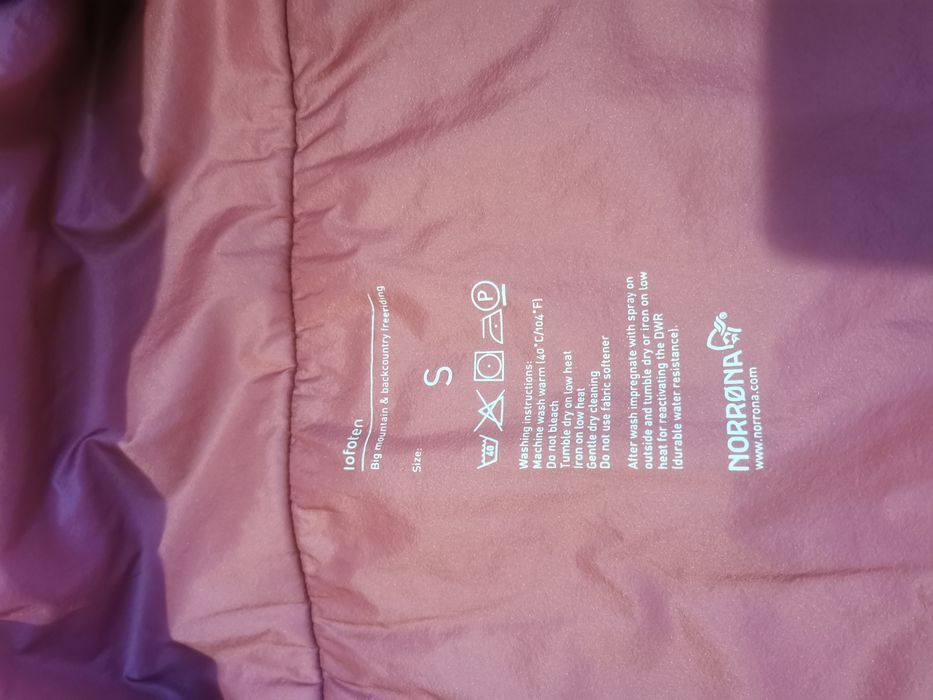 lofoten
Big mountain & backcountry freeriding
Size:
S
40 P
Washing instructions:
Machine wash warm (40°C/104°F)
Do not bleach
Tumble dry on low heat
Iron on low heat
Gentle dry cleaning
Do not use fabric softener
After wash impregnate with spray on
outside and tumble dry or iron on low
heat for reactivating the DWR
(durable water resistance).
NORRØNA
www.norrona.com